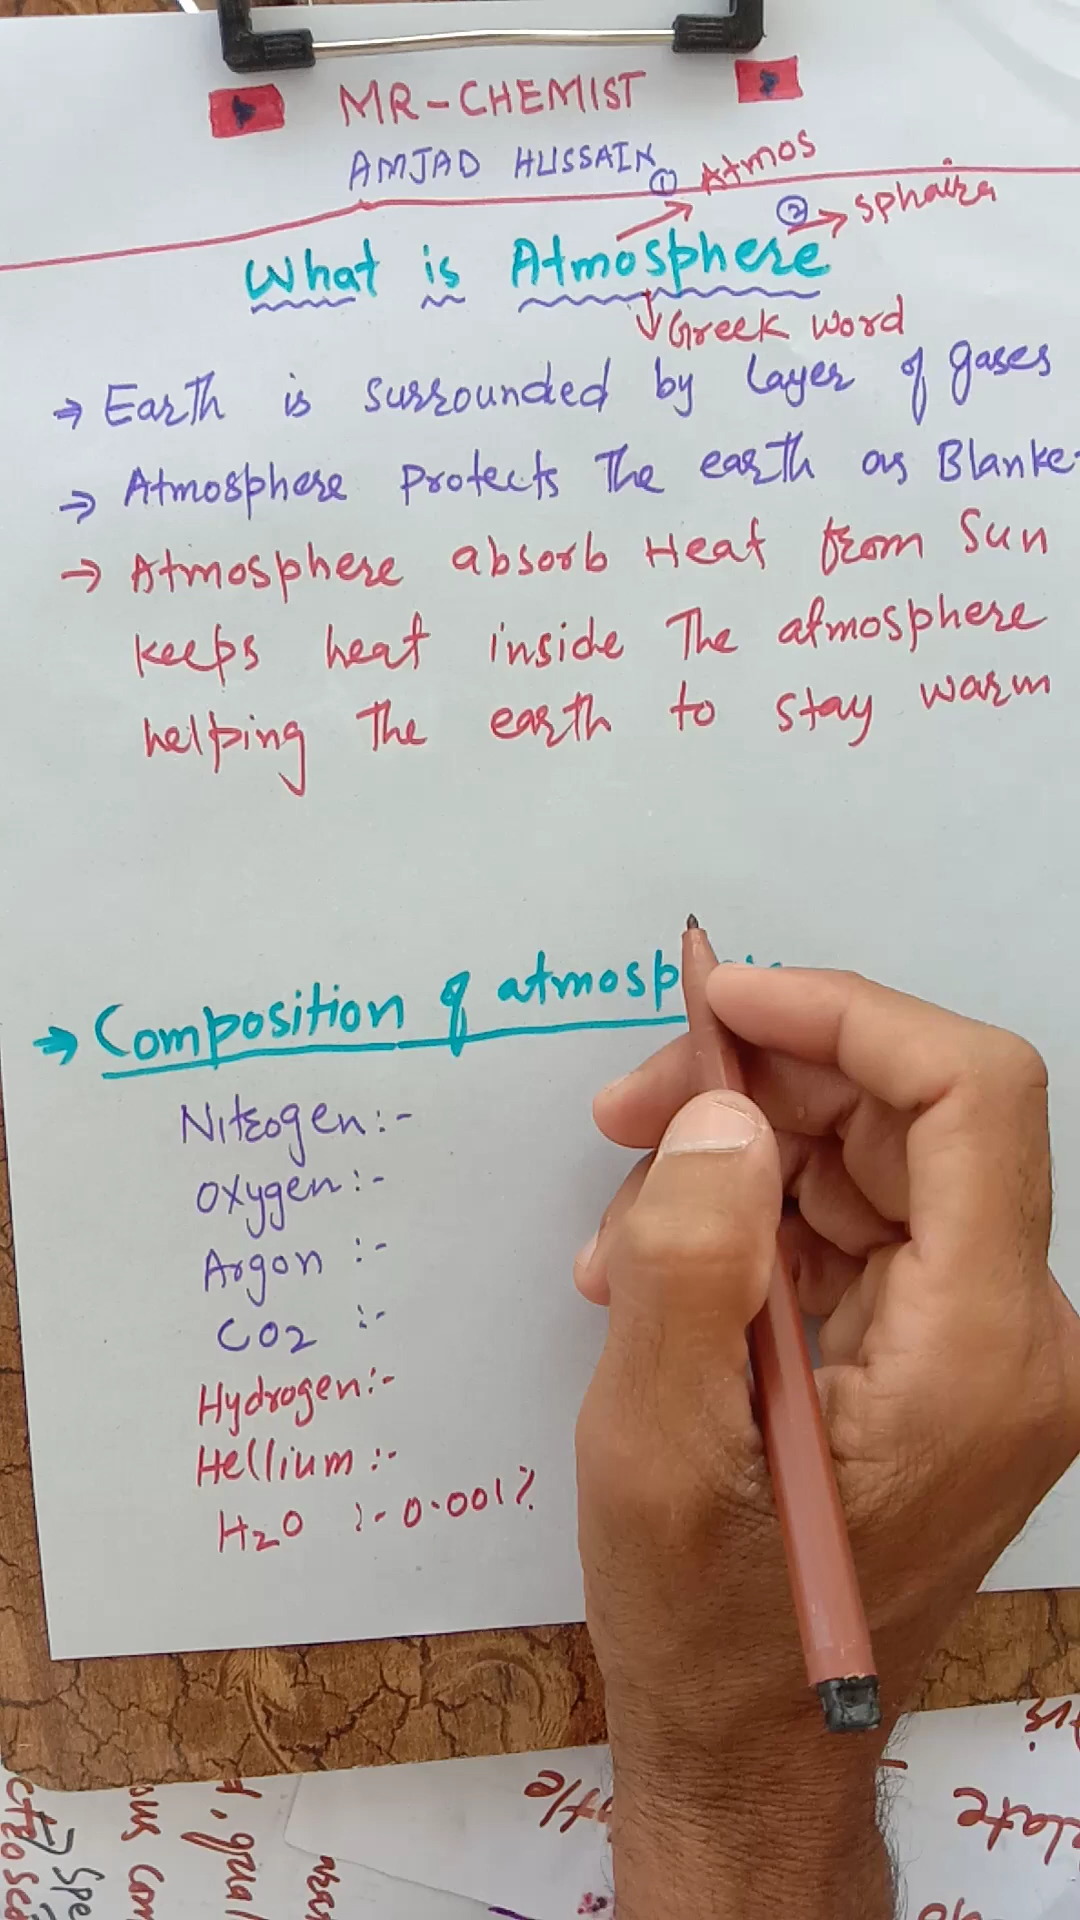 MR-CHEMIST
AMJAD HUSSAIN
① Atmos
② Sphaira
What is Atmosphere
Greek word
→ Earth is surrounded by layer of gases
→ Atmosphere Protects The earth as Blanke
→ Atmosphere absorb Heat from Sun
keeps heat inside The atmosphere
helping The earth to stay warm
→ Composition of atmosp
Nitrogen:-
Oxygen:-
Argon :-
CO2 :-
Hydrogen:-
Hellium :-
H2O :- 0.001%